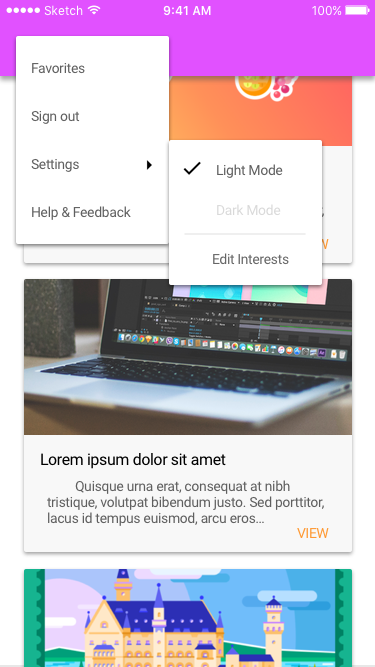 Sketch
9:41 AM
100%
Favorites
Sign out
Settings
Help & Feedback
Light Mode
Dark Mode
Edit Interests
Lorem ipsum dolor sit amet
Quisque urna erat, consequat at nibh
tristique, volutpat bibendum justo. Sed porttitor,
lacus id tempus euismod, arcu eros...
VIEW